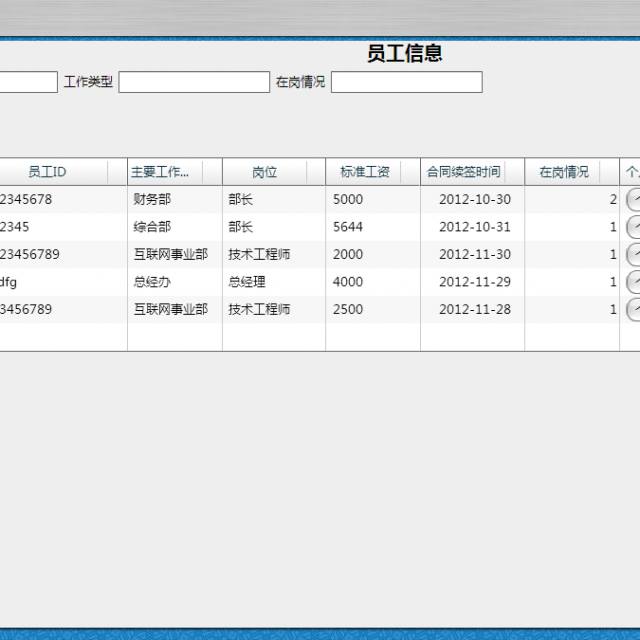 员工信息
工作类型 在岗情况
员工ID 主要工作... 岗位 标准工资 合同续签时间 在岗情况
2345678 财务部 部长 5000 2012-10-30 2
2345 综合部 部长 5644 2012-10-31 1
23456789 互联网事业部 技术工程师 2000 2012-11-30 1
dfg 总经办 总经理 4000 2012-11-29 1
3456789 互联网事业部 技术工程师 2500 2012-11-28 1